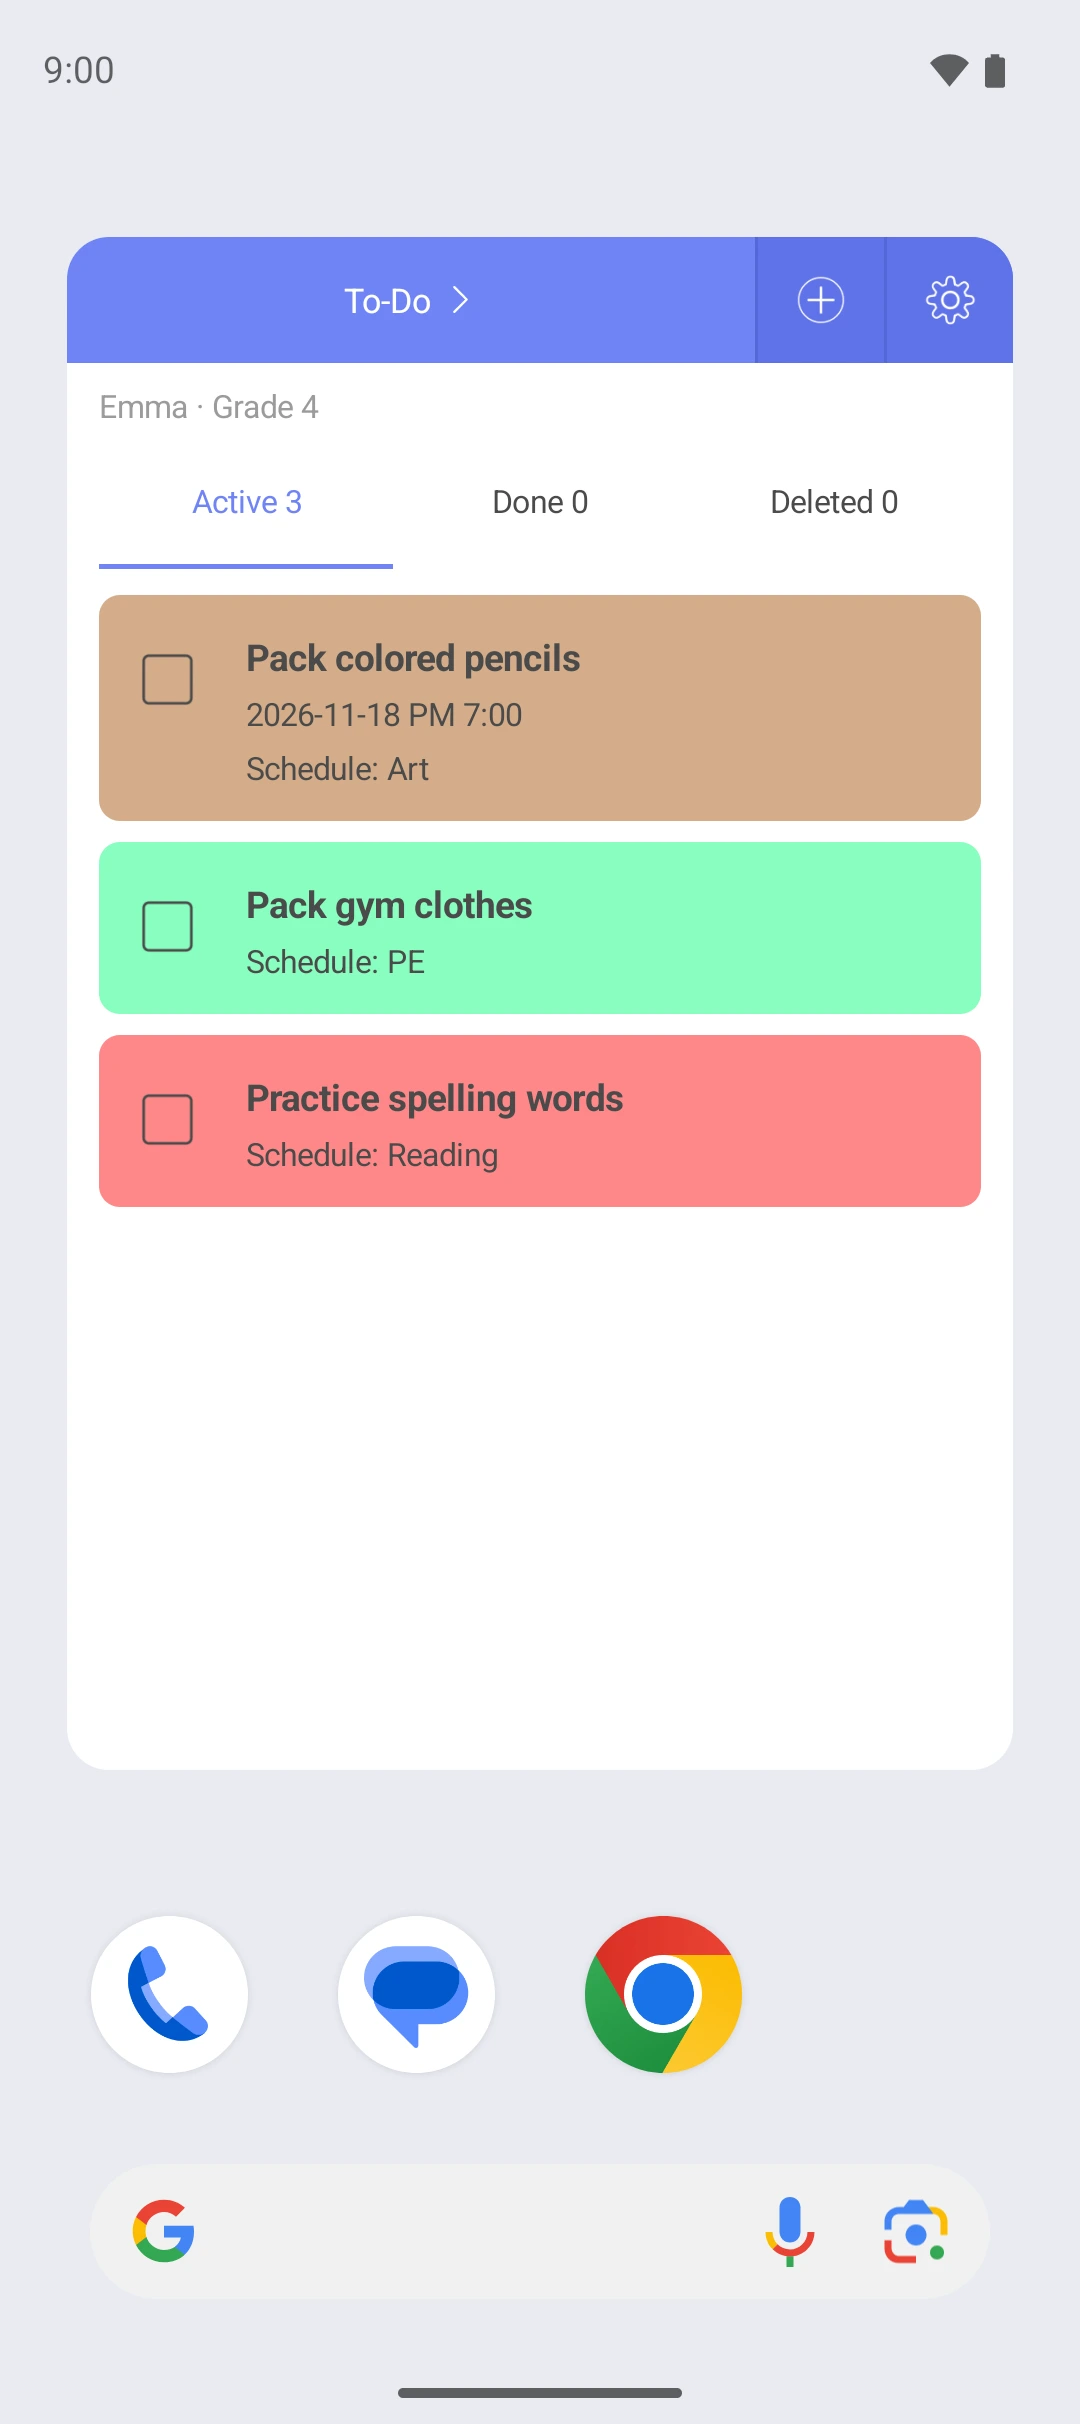 9:00
To-Do
Emma · Grade 4
Active 3
Done 0
Deleted 0
Pack colored pencils
2026-11-18 PM 7:00
Schedule: Art
Pack gym clothes
Schedule: PE
Practice spelling words
Schedule: Reading